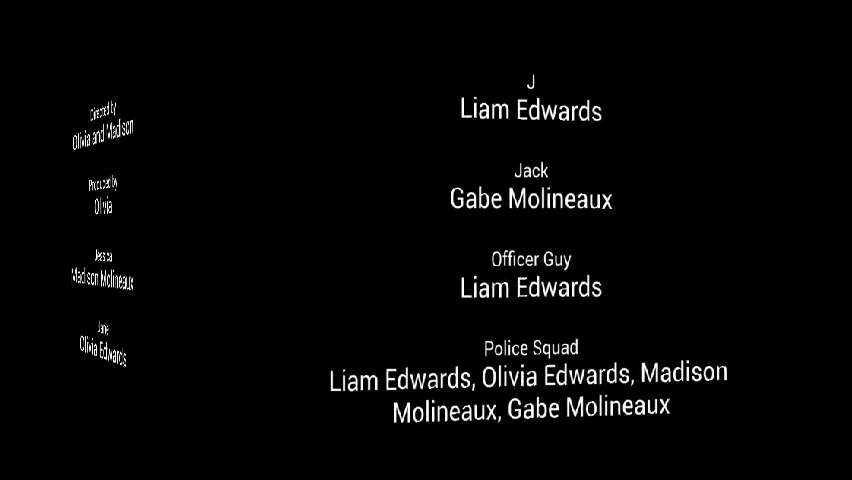 Directed by
Olivia and Madison
Produced by
Olivia
Jessica
Madison Molineaux
Jane
Olivia Edwards
J
Liam Edwards
Jack
Gabe Molineaux
Officer Guy
Liam Edwards
Police Squad
Liam Edwards, Olivia Edwards, Madison
Molineaux, Gabe Molineaux